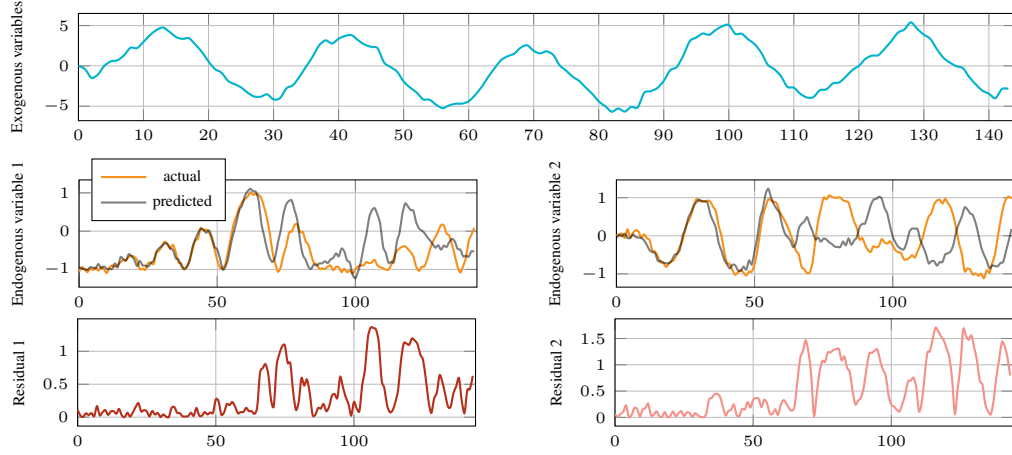 Exogenous variables
5
0
−5
0 10 20 30 40 50 60 70 80 90 100 110 120 130 140
Endogenous variable 1
actual
predicted
1
0
−1
0 50 100
Endogenous variable 2
1
0
−1
0 50 100
Residual 1
1
0.5
0
0 50 100
Residual 2
1.5
1
0.5
0
0 50 100